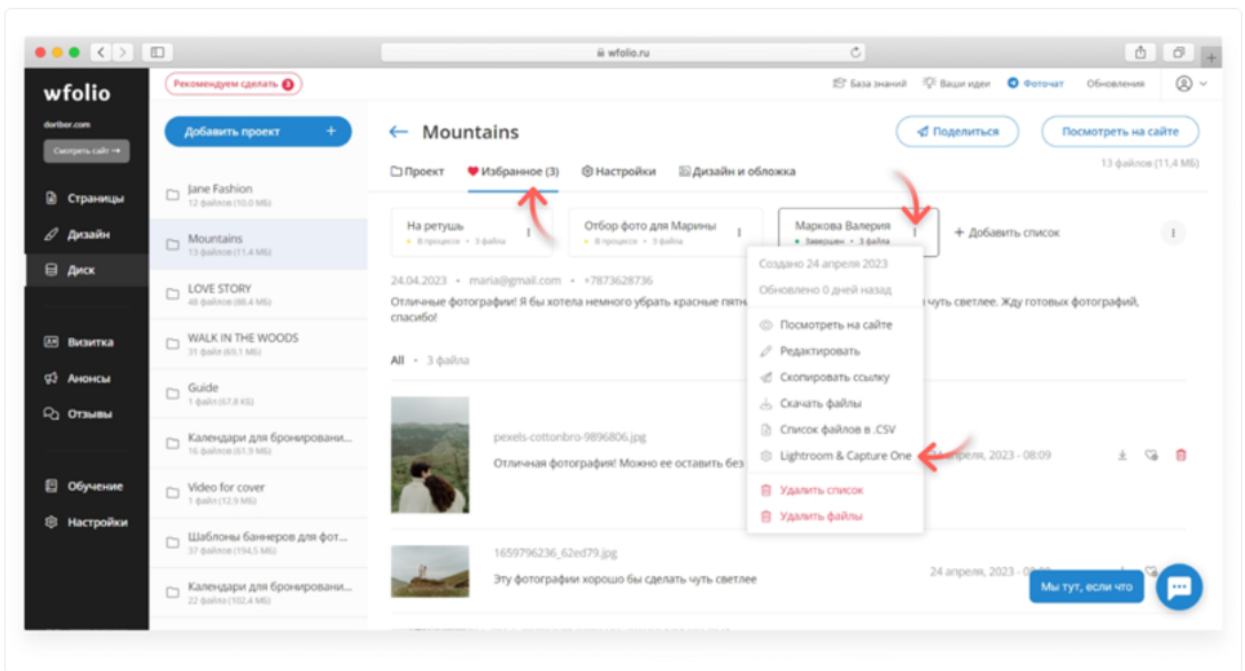 wfolio.ru
wfolio
doriber.com
Смотреть сайт →
Страницы
Дизайн
Диск
Визитка
Анонсы
Отзывы
Обучение
Настройки
Рекомендуем сделать 3
База знаний
Ваши идеи
Фоточат
Обновления
Добавить проект +
Jane Fashion
12 файлов (10.0 МБ)
Mountains
13 файлов (11.4 МБ)
LOVE STORY
48 файлов (88.4 МБ)
WALK IN THE WOODS
31 файл (69,1 МБ)
Guide
1 файл (67.8 КБ)
Календари для бронировани...
16 файлов (61.9 МБ)
Video for cover
1 файл (12.9 МБ)
Шаблоны баннеров для фот...
37 файлов (194,5 МБ)
Календари для бронировани...
22 файла (102.4 МБ)
← Mountains
Поделиться
Посмотреть на сайте
Проект
Избранное (3)
Настройки
Дизайн и обложка
13 файлов (11,4 МБ)
На ретушь
В процессе • 3 файла
Отбор фото для Марины
В процессе • 3 файла
Маркова Валерия
Завершен • 3 файла
+ Добавить список
24.04.2023 • maria@gmail.com • +7873628736
Отличные фотографии! Я бы хотела немного убрать красные пятн
чуть светлее. Жду готовых фотографий,
спасибо!
All • 3 файла
Создано 24 апреля 2023
Обновлено 0 дней назад
Посмотреть на сайте
Редактировать
Скопировать ссылку
Скачать файлы
Список файлов в .CSV
Lightroom & Capture One
Удалить список
Удалить файлы
pexels-cottonbro-9896806.jpg
Отличная фотография! Можно ее оставить без
апреля, 2023 - 08:09
1659796236_62ed79.jpg
Эту фотографии хорошо бы сделать чуть светлее
24 апреля, 2023 -
Мы тут, если что